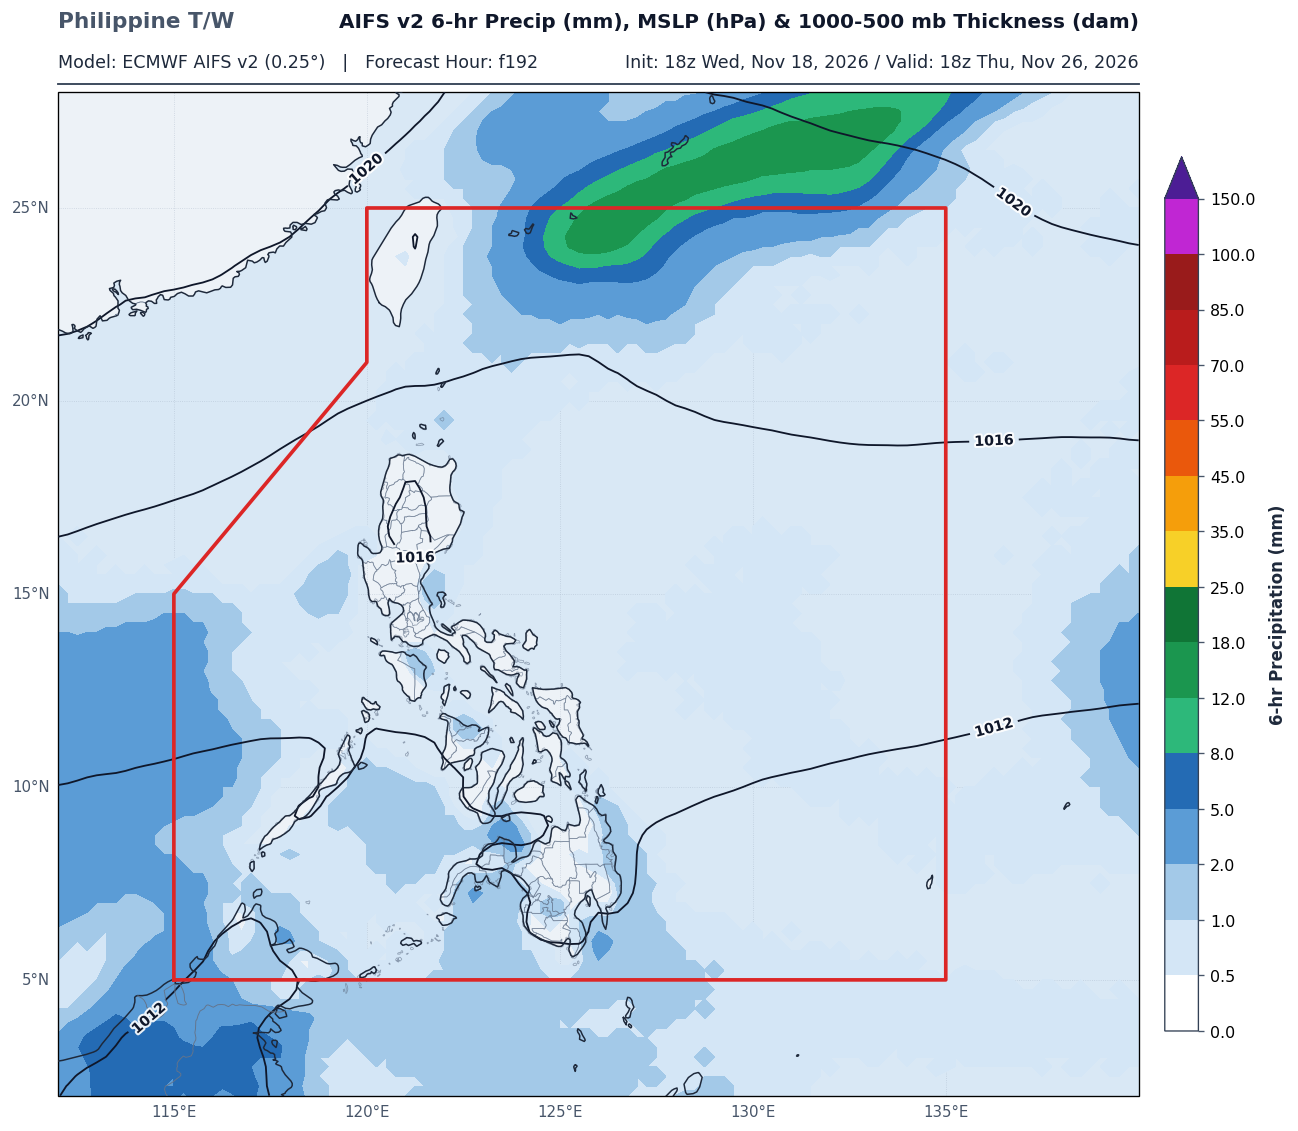 Philippine T/W
AIFS v2 6-hr Precip (mm), MSLP (hPa) & 1000-500 mb Thickness (dam)
Model: ECMWF AIFS v2 (0.25°)   |   Forecast Hour: f192
Init: 18z Wed, Nov 18, 2026 / Valid: 18z Thu, Nov 26, 2026
1020
1020
1016
1016
1012
1012
25°N
20°N
15°N
10°N
5°N
115°E
120°E
125°E
130°E
135°E
150.0
100.0
85.0
70.0
55.0
45.0
35.0
25.0
18.0
12.0
8.0
5.0
2.0
1.0
0.5
0.0
6-hr Precipitation (mm)